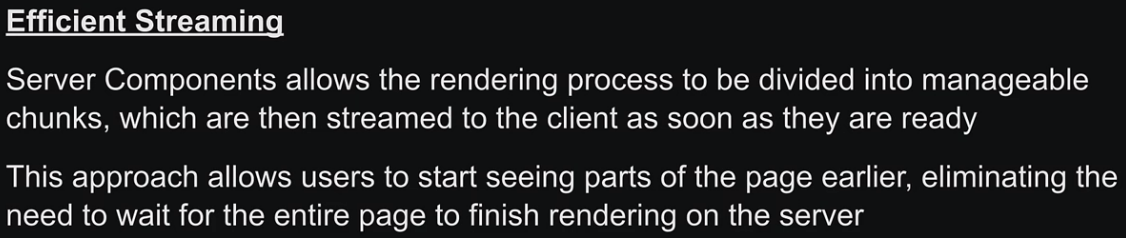 Efficient Streaming
Server Components allows the rendering process to be divided into manageable
chunks, which are then streamed to the client as soon as they are ready
This approach allows users to start seeing parts of the page earlier, eliminating the
need to wait for the entire page to finish rendering on the server